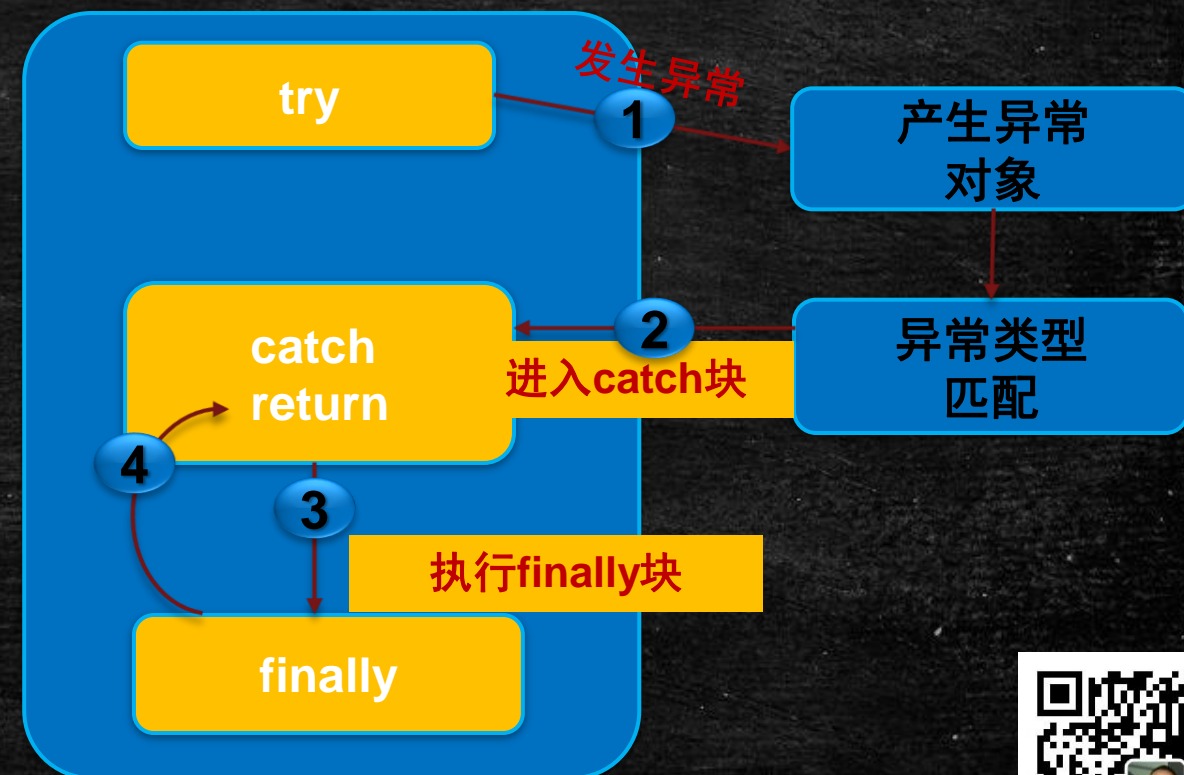 try
发生异常
1
产生异常
对象
catch
return
2
进入catch块
异常类型
匹配
4
3
执行finally块
finally